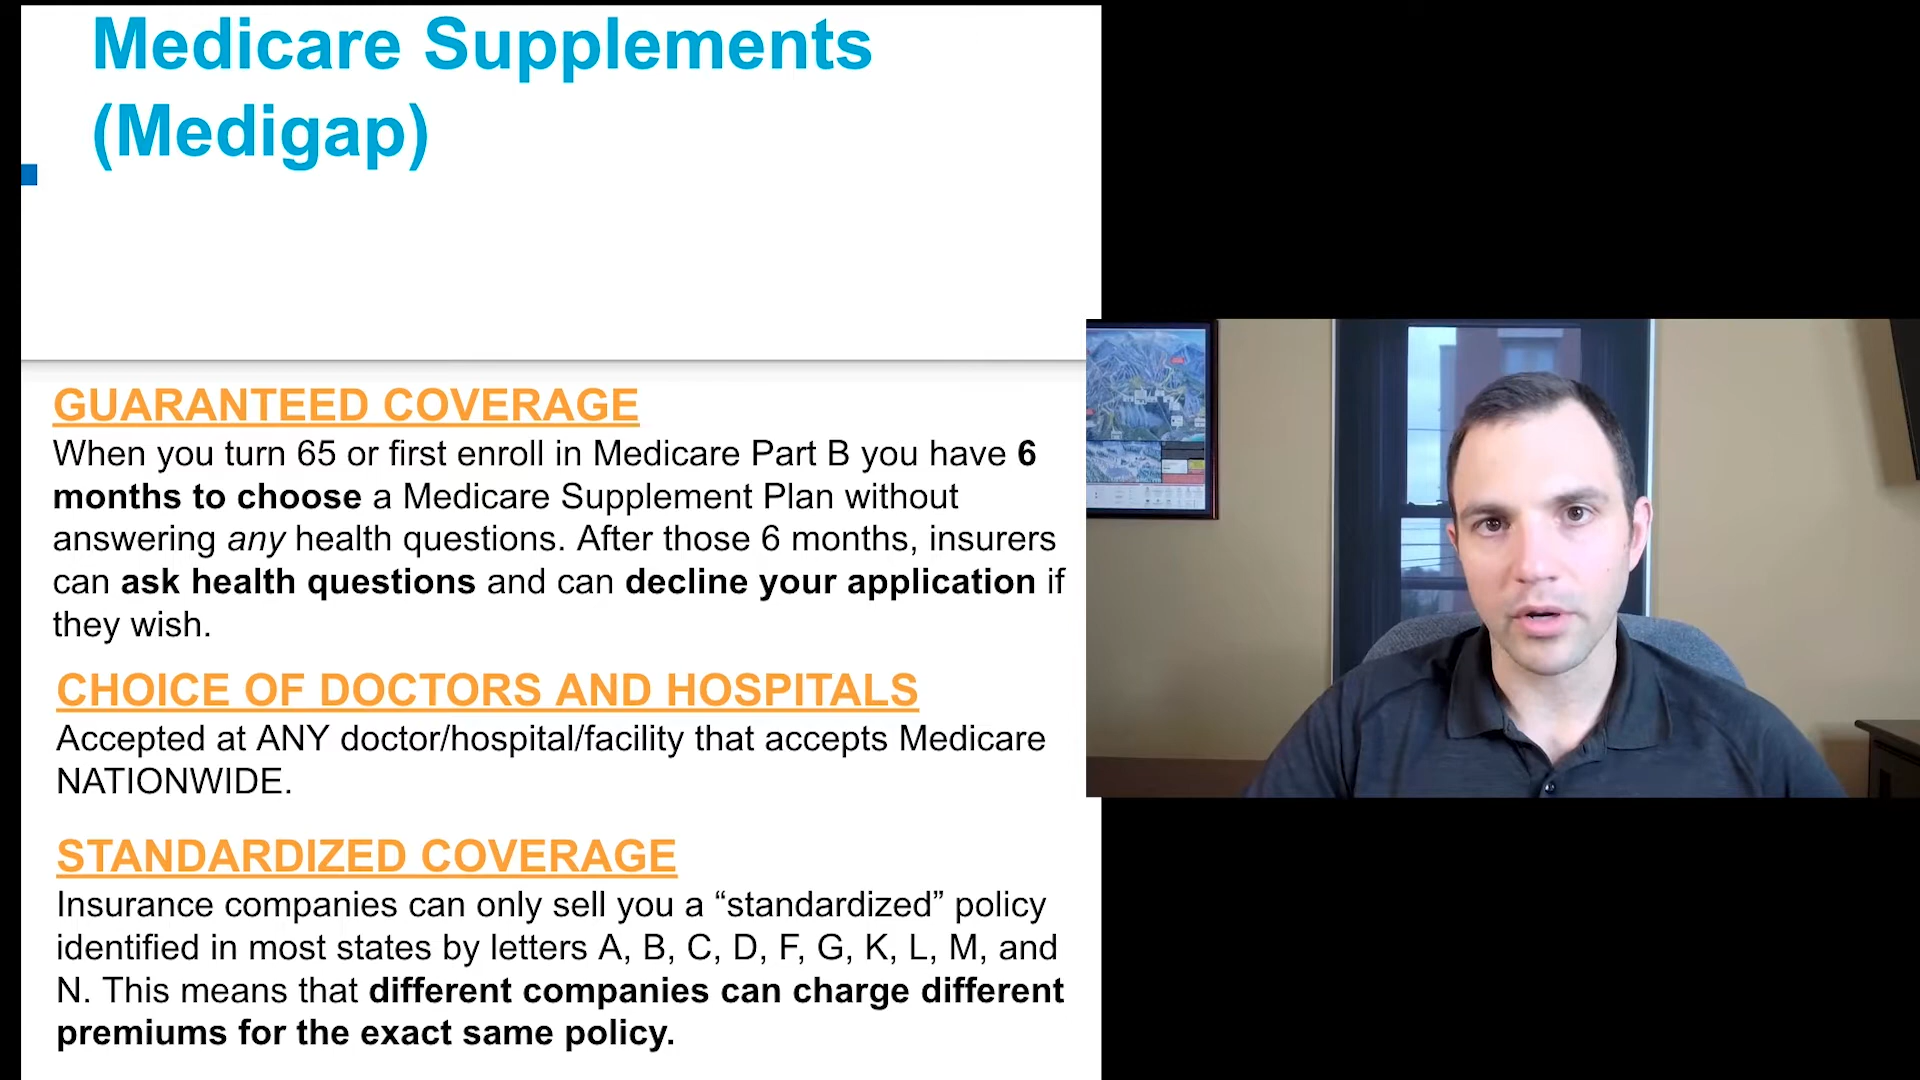 Medicare Supplements
(Medigap)
GUARANTEED COVERAGE
When you turn 65 or first enroll in Medicare Part B you have 6
months to choose a Medicare Supplement Plan without
answering any health questions. After those 6 months, insurers
can ask health questions and can decline your application if
they wish.
CHOICE OF DOCTORS AND HOSPITALS
Accepted at ANY doctor/hospital/facility that accepts Medicare
NATIONWIDE.
STANDARDIZED COVERAGE
Insurance companies can only sell you a “standardized” policy
identified in most states by letters A, B, C, D, F, G, K, L, M, and
N. This means that different companies can charge different
premiums for the exact same policy.